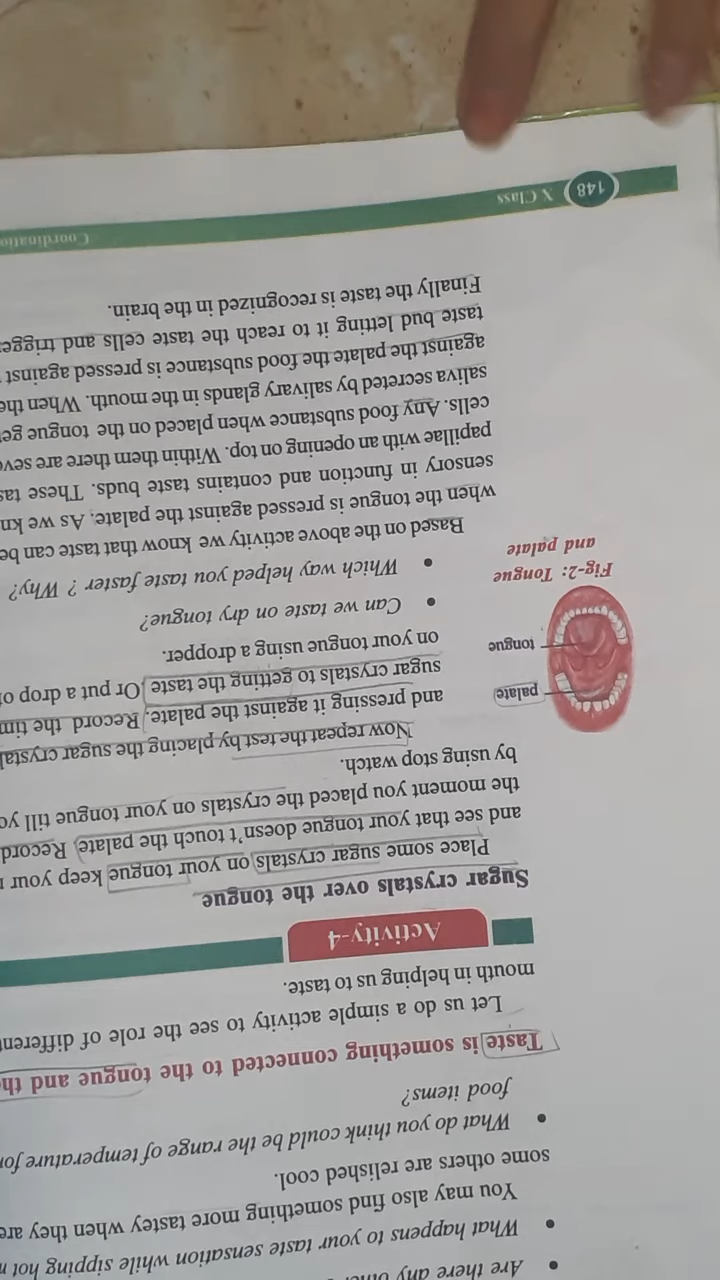 Are there any
What happens to your taste sensation while sipping hot
You may also find something more tastey when they are
some others are relished cool.
What do you think could be the range of temperature for
food items?
Taste is something connected to the tongue and the
Let us do a simple activity to see the role of different
mouth in helping us to taste.
Activity-4
Sugar crystals over the tongue
Place some sugar crystals on your tongue keep your
and see that your tongue doesn't touch the palate. Record
the moment you placed the crystals on your tongue till yo
by using stop watch.
Now repeat the test by placing the sugar crystal
and pressing it against the palate. Record the tim
sugar crystals to getting the taste. Or put a drop of
on your tongue using a dropper.
palate
tongue
Fig-2: Tongue
and palate
• Can we taste on dry tongue?
• Which way helped you taste faster ? Why?
Based on the above activity we know that taste can be
when the tongue is pressed against the palate. As we kn
sensory in function and contains taste buds. These tas
papillae with an opening on top. Within them there are sev
cells. Any food substance when placed on the tongue ge
saliva secreted by salivary glands in the mouth. When the
against the palate the food substance is pressed against
taste bud letting it to reach the taste cells and trigge
Finally the taste is recognized in the brain.
148 X Class
Coordinatio